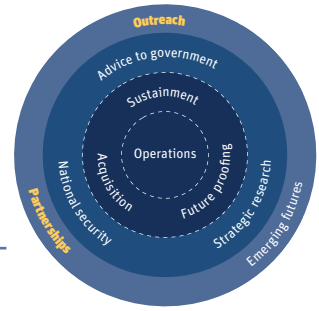 Outreach
Advice to government
Sustainment
Operations
Acquisition
Future proofing
National security
Strategic research
Partnerships
Emerging futures